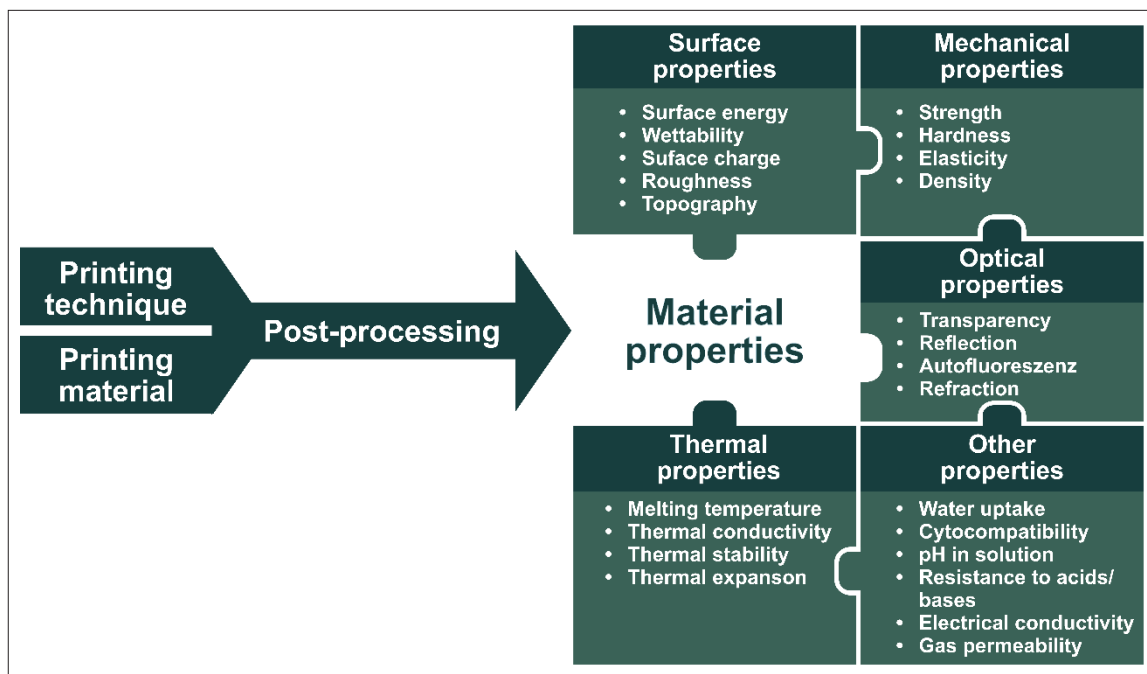 Printing
technique
Printing
material
Post-processing
Material
properties
Surface
properties
• Surface energy
• Wettability
• Suface charge
• Roughness
• Topography
Mechanical
properties
• Strength
• Hardness
• Elasticity
• Density
Optical
properties
• Transparency
• Reflection
• Autofluoreszenz
• Refraction
Thermal
properties
• Melting temperature
• Thermal conductivity
• Thermal stability
• Thermal expanson
Other
properties
• Water uptake
• Cytocompatibility
• pH in solution
• Resistance to acids/
bases
• Electrical conductivity
• Gas permeability